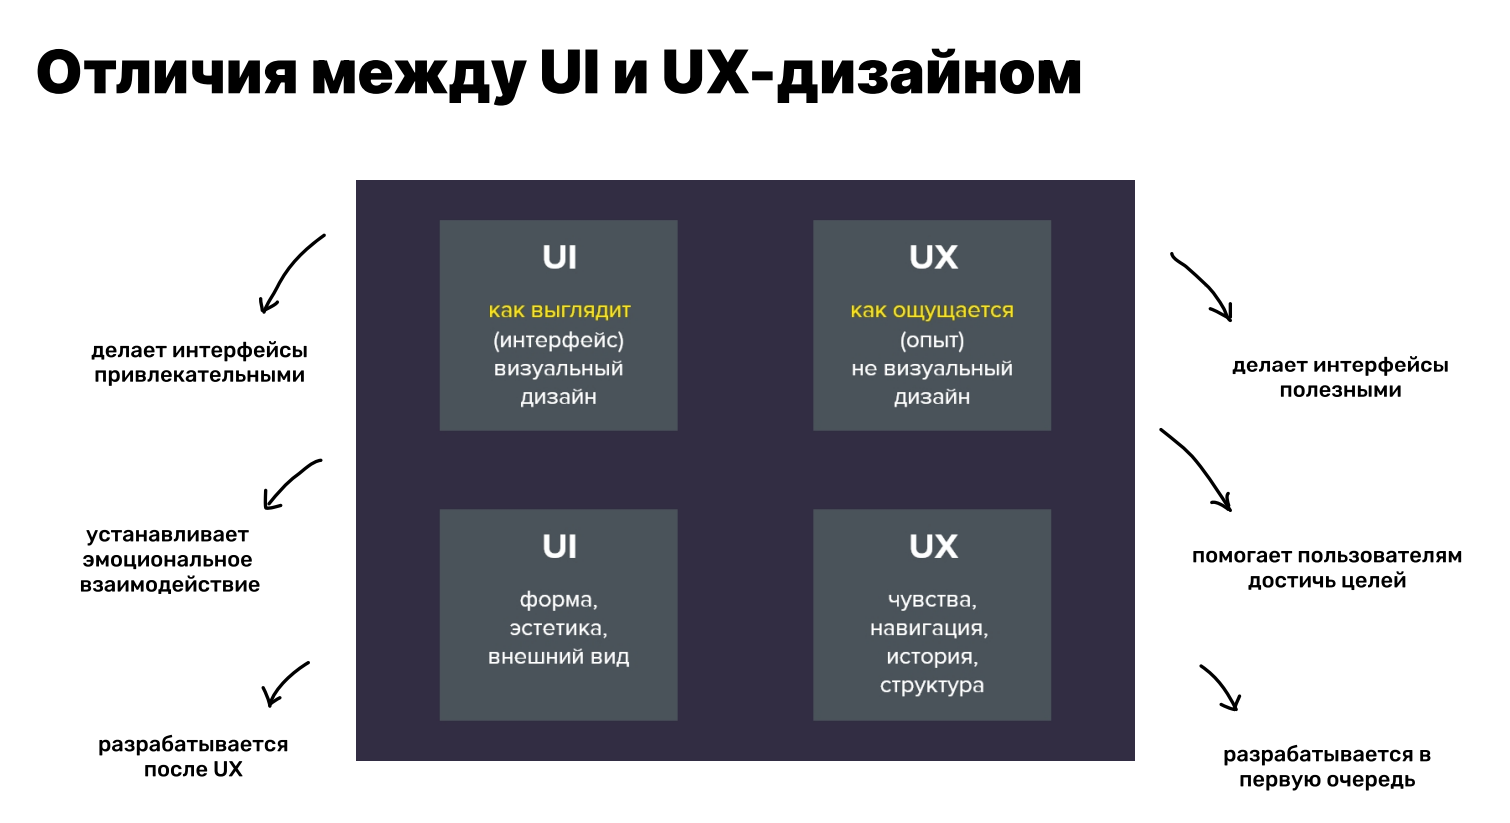 Отличия между UI и UX-дизайном
делает интерфейсы
привлекательными
устанавливает
эмоциональное
взаимодействие
разрабатывается
после UX
UI
как выглядит
(интерфейс)
визуальный
дизайн
UX
как ощущается
(опыт)
не визуальный
дизайн
UI
форма,
эстетика,
внешний вид
UX
чувства,
навигация,
история,
структура
делает интерфейсы
полезными
помогает пользователям
достичь целей
разрабатывается в
первую очередь